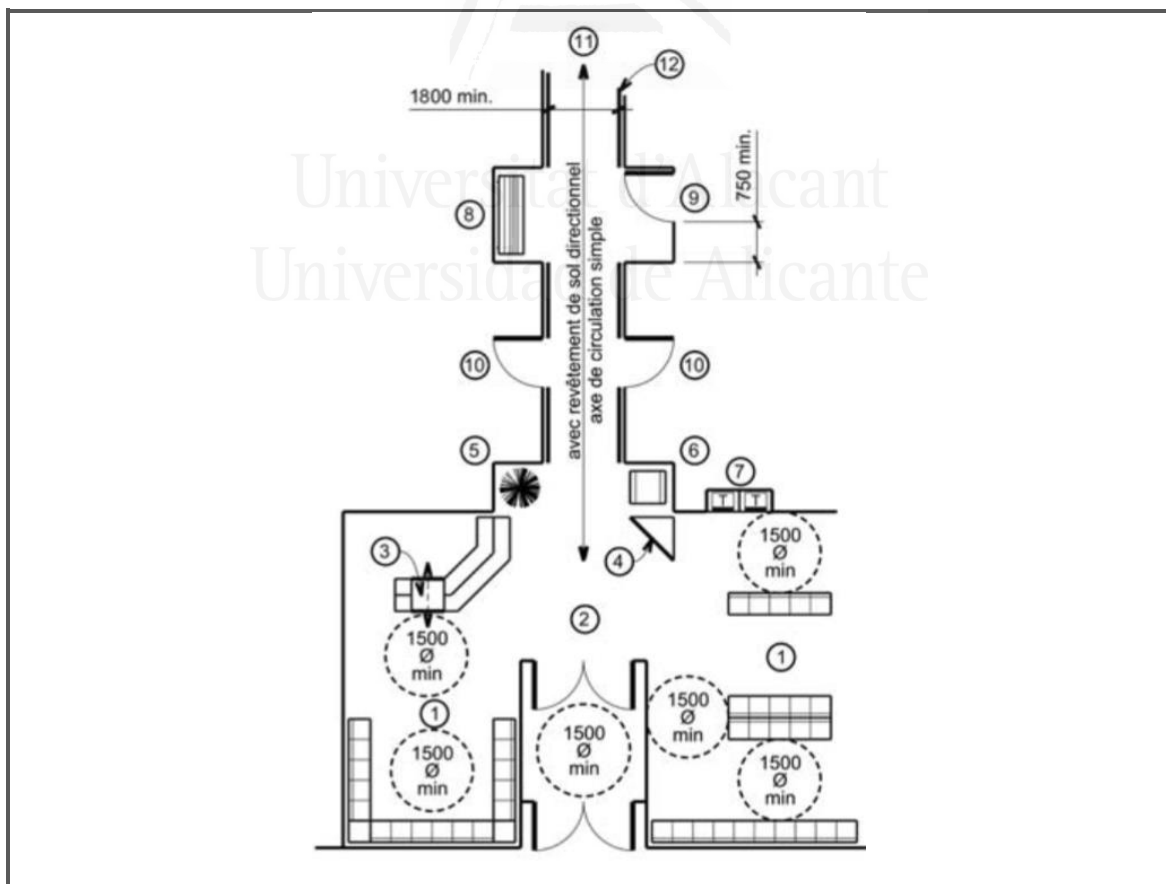 11
12
1800 min.
Universitat d'Alacant
Universidad de Alicante
750 min.
8
9
avec revêtement de sol directionnel
axe de circulation simple
10
10
5
6
7
T T
3
4
1500
Ø
min
2
1500
Ø
min
1
1
1500
Ø
min
1500
Ø
min
1500
Ø
min
1500
Ø
min